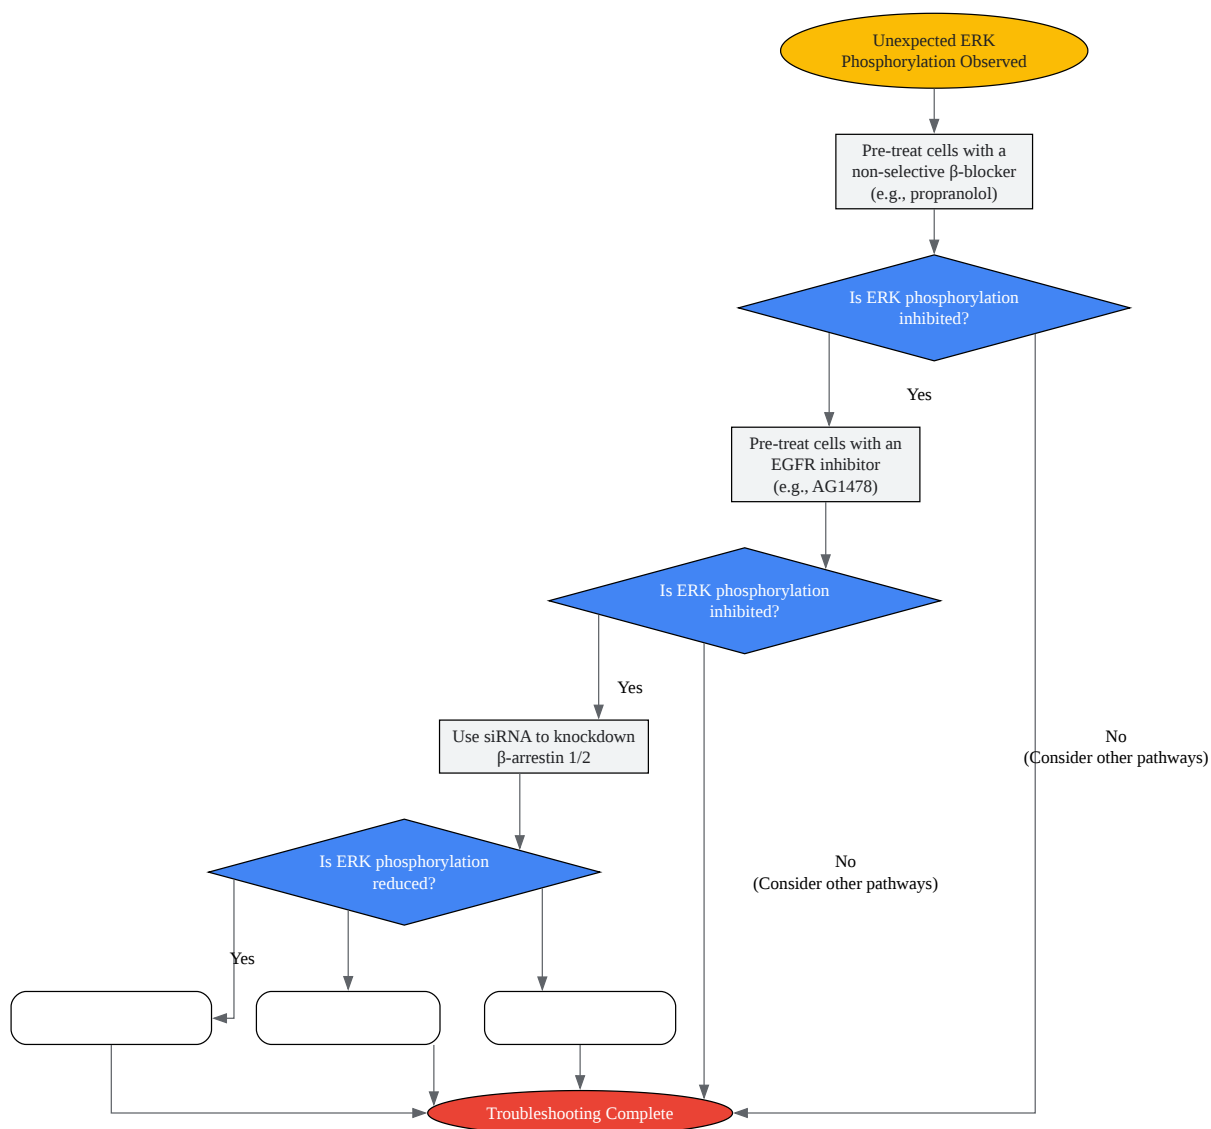 Unexpected ERK
Phosphorylation Observed
Pre-treat cells with a
non-selective β-blocker
(e.g., propranolol)
Is ERK phosphorylation
inhibited?
Yes
Pre-treat cells with an
EGFR inhibitor
(e.g., AG1478)
Is ERK phosphorylation
inhibited?
Yes
Use siRNA to knockdown
β-arrestin 1/2
No
(Consider other pathways)
Is ERK phosphorylation
reduced?
No
(Consider other pathways)
Yes
Troubleshooting Complete